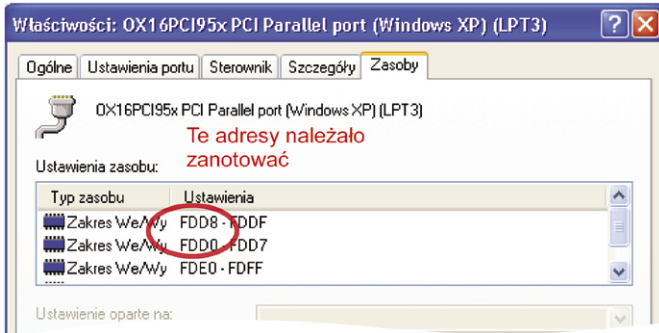 Właściwości: OX16PCI95x PCI Parallel port (Windows XP) (LPT3)
Ogólne Ustawienia portu Sterownik Szczegóły Zasoby
OX16PCI95x PCI Parallel port (Windows XP) (LPT3)
Te adresy należało
zanotować
Ustawienia zasobu:
Typ zasobu Ustawienia
Zakres We/Wy FDD8 - FDDF
Zakres We/Wy FDD0 - FDD7
Zakres We/Wy FDE0 - FDFF
Ustawienie oparte na: